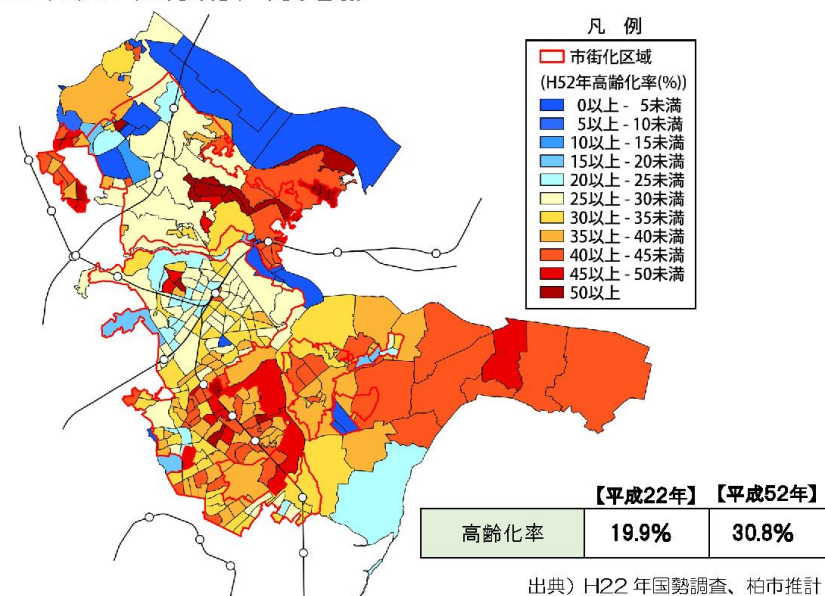 凡 例
市街化区域
(H52年高齢化率(%))
0以上 - 5未満
5以上 - 10未満
10以上 - 15未満
15以上 - 20未満
20以上 - 25未満
25以上 - 30未満
30以上 - 35未満
35以上 - 40未満
40以上 - 45未満
45以上 - 50未満
50以上
【平成22年】 【平成52年】
高齢化率 19.9% 30.8%
出典）H22 年国勢調査、柏市推計